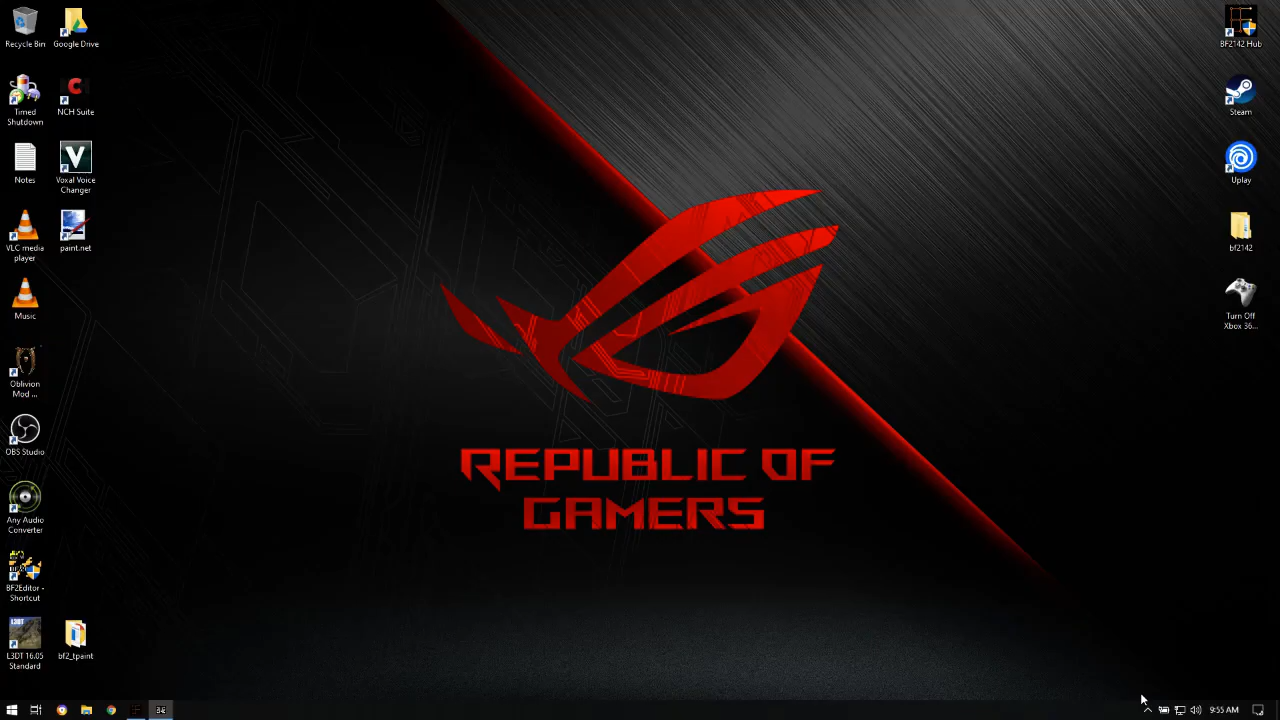 Recycle Bin
Google Drive
Timed
Shutdown
NCH Suite
Notes
Voxal Voice
Changer
VLC media
player
paint.net
Music
Oblivion
Mod ...
OBS Studio
Any Audio
Converter
BF2Editor -
Shortcut
L3DT
L3DT 16.05
Standard
bf2_tpaint
REPUBLIC OF
GAMERS
BF2142 Hub
Steam
Uplay
bf2142
Turn Off
Xbox 36...
9:55 AM